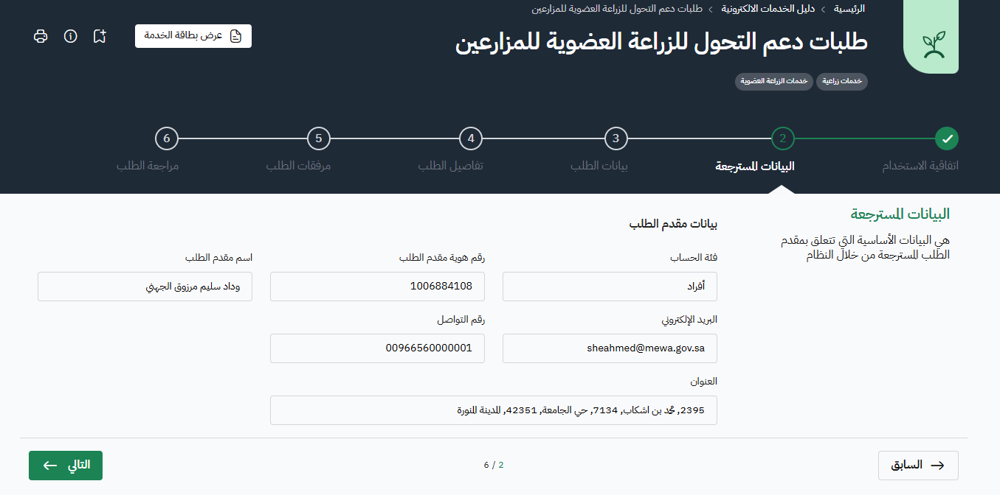 الرئيسية > دليل الخدمات الالكترونية > طلبات دعم التحول للزراعة العضوية للمزارعين
طلبات دعم التحول للزراعة العضوية للمزارعين
عرض بطاقة الخدمة
خدمات زراعية
خدمات الزراعة العضوية
2
3
4
5
6
اتفاقية الاستخدام
البيانات المسترجعة
بيانات الطلب
تفاصيل الطلب
مرفقات الطلب
مراجعة الطلب
البيانات المسترجعة
هي البيانات الأساسية التي تتعلق بمقدم
الطلب المسترجعة من خلال النظام
بيانات مقدم الطلب
فئة الحساب
رقم هوية مقدم الطلب
اسم مقدم الطلب
أفراد
1006884108
وداد سليم مرزوق الجهني
البريد الإلكتروني
رقم التواصل
sheahmed@mewa.gov.sa
00966560000001
العنوان
2395, محمد بن اشكاب, 7134, حي الجامعة, 42351, المدينة المنورة
السابق
2 / 6
التالي